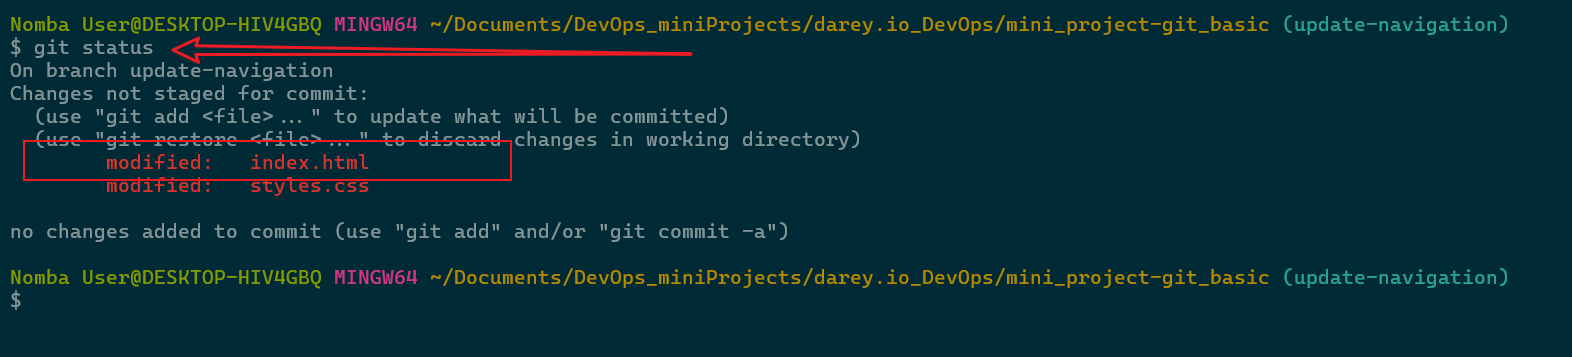 Nomba User@DESKTOP-HIV4GBQ MINGW64 ~/Documents/DevOps_miniProjects/darey.io_DevOps/mini_project-git_basic (update-navigation)
$ git status
On branch update-navigation
Changes not staged for commit:
  (use "git add <file>..." to update what will be committed)
  (use "git restore <file>..." to discard changes in working directory)
        modified:   index.html
        modified:   styles.css

no changes added to commit (use "git add" and/or "git commit -a")

Nomba User@DESKTOP-HIV4GBQ MINGW64 ~/Documents/DevOps_miniProjects/darey.io_DevOps/mini_project-git_basic (update-navigation)
$